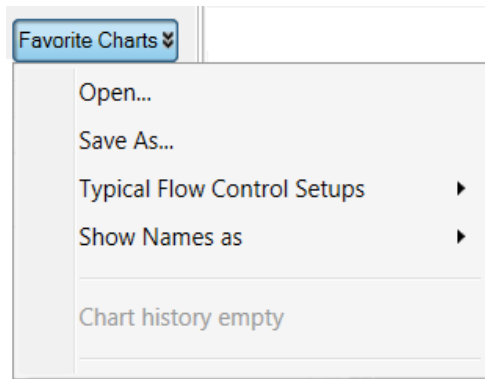 Favorite Charts
Open...
Save As...
Typical Flow Control Setups
Show Names as
Chart history empty